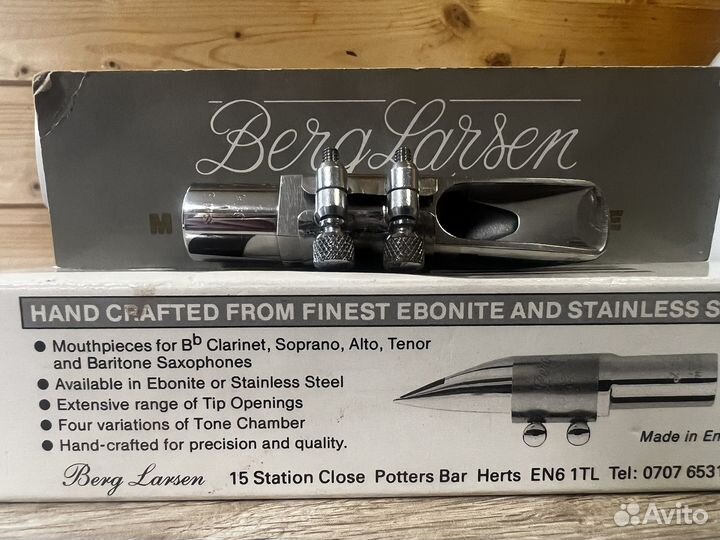 Berg Larsen
M
HAND CRAFTED FROM FINEST EBONITE AND STAINLESS S
● Mouthpieces for Bb Clarinet, Soprano, Alto, Tenor
and Baritone Saxophones
● Available in Ebonite or Stainless Steel
● Extensive range of Tip Openings
● Four variations of Tone Chamber
● Hand-crafted for precision and quality.
Made in En
Berg Larsen 15 Station Close Potters Bar Herts EN6 1TL Tel: 0707 6531
Avito